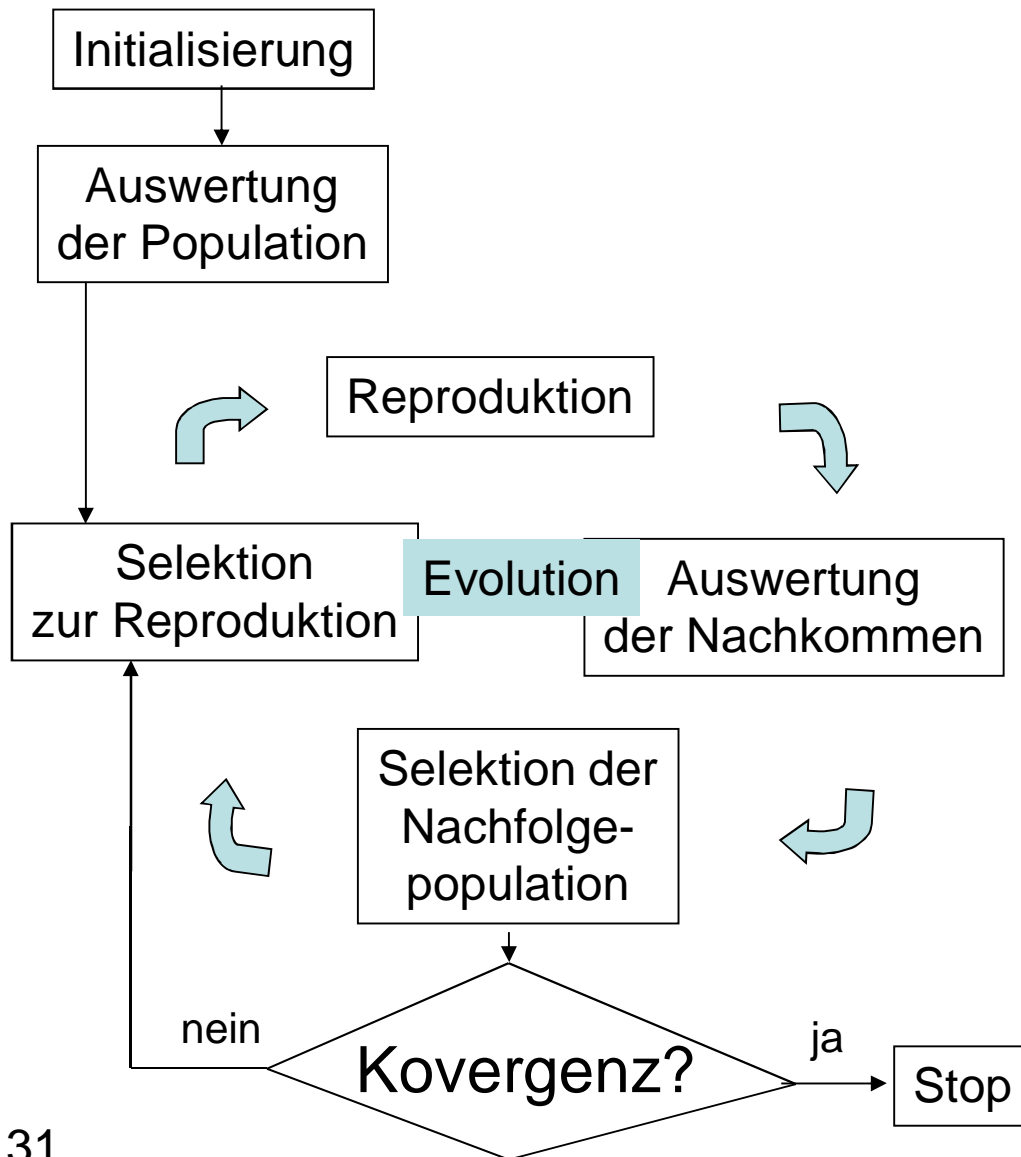 Initialisierung
Auswertung
der Population
Reproduktion
Selektion
zur Reproduktion
Evolution
Auswertung
der Nachkommen
Selektion der
Nachfolge-
population
nein
Kovergenz?
ja
Stop
31